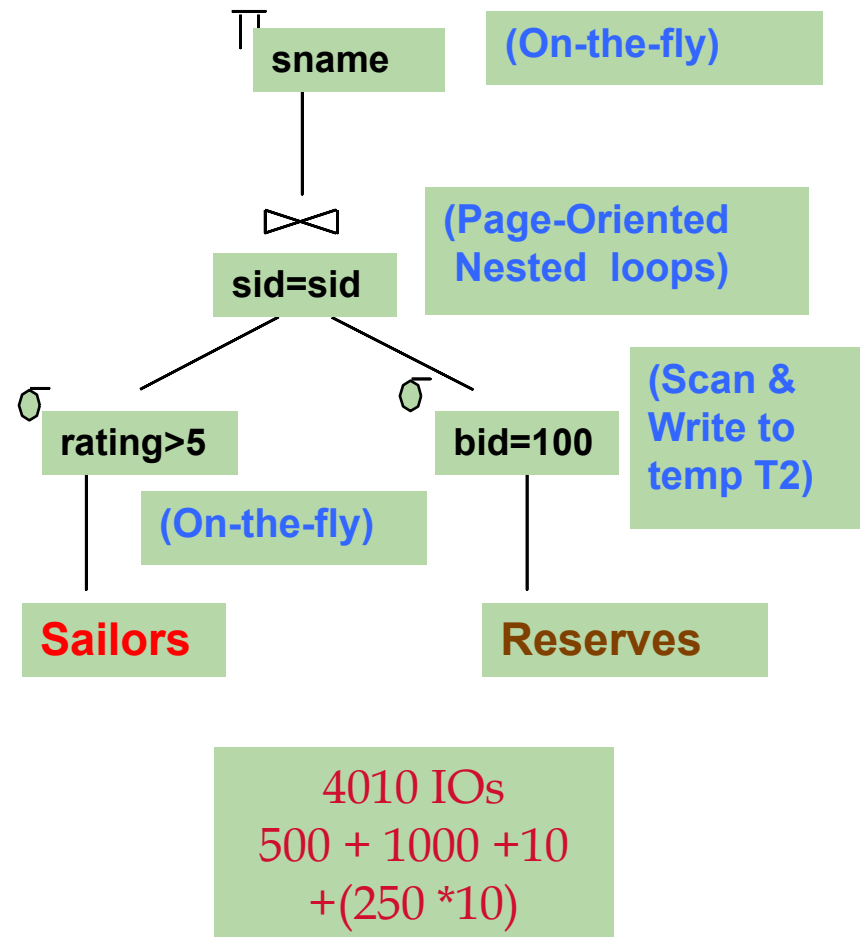 π
sname
(On-the-fly)
⋈
sid=sid
(Page-Oriented
Nested loops)
σ
rating>5
(On-the-fly)
σ
bid=100
(Scan &
Write to
temp T2)
Sailors
Reserves
4010 IOs
500 + 1000 +10
+(250 *10)